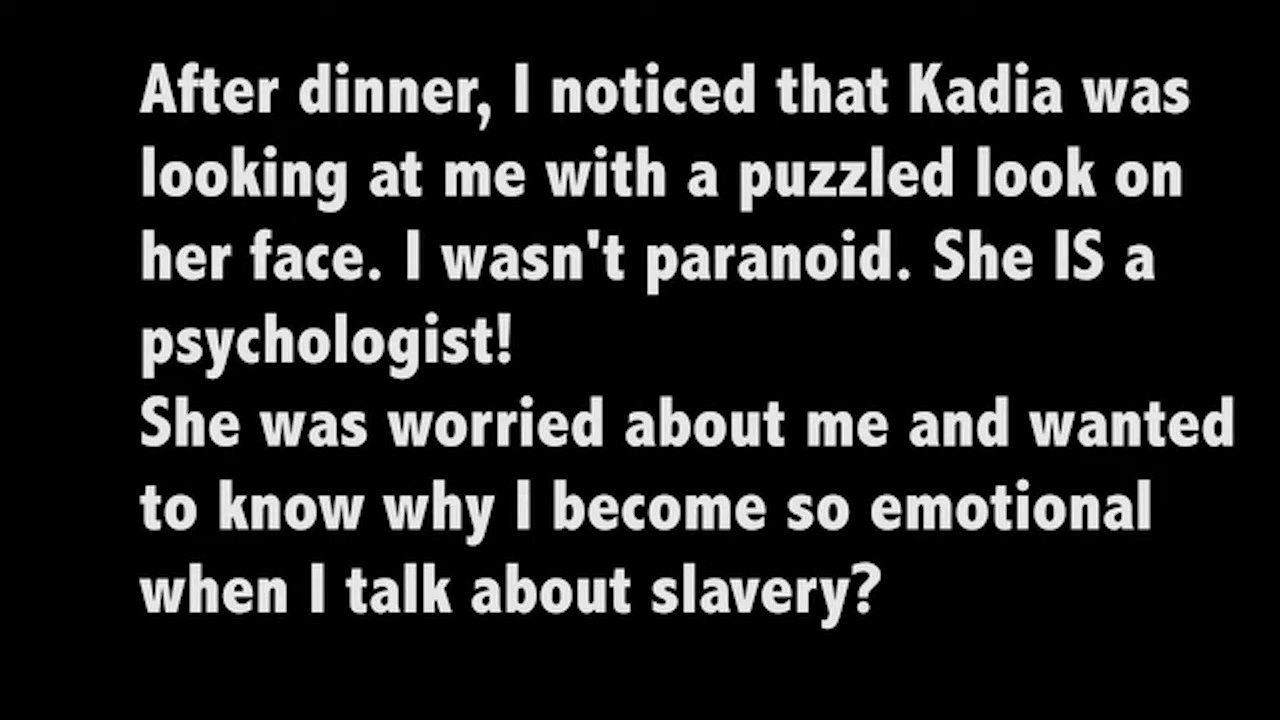 After dinner, I noticed that Kadia was
looking at me with a puzzled look on
her face. I wasn't paranoid. She IS a
psychologist!
She was worried about me and wanted
to know why I become so emotional
when I talk about slavery?